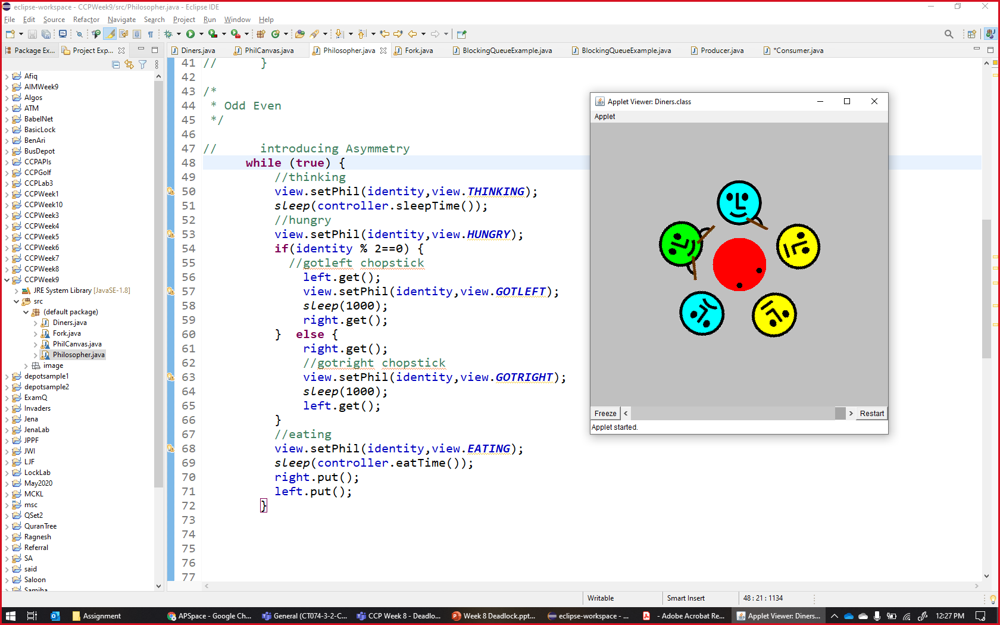 eclipse-workspace - CCPWeek9/src/Philosopher.java - Eclipse IDE
File Edit Source Refactor Navigate Search Project Run Window Help
Package Ex... Project Exp...
Diners.java PhilCanvas.java Philosopher.java Fork.java BlockingQueueExample.java BlockingQueueExample.java Producer.java *Consumer.java
Afiq
AIMWeek9
Algos
ATM
BabelNet
BasicLock
BenAri
BusDepot
CCPAPIs
CCPGolf
CCPLab3
CCPWeek1
CCPWeek10
CCPWeek3
CCPWeek4
CCPWeek5
CCPWeek6
CCPWeek7
CCPWeek8
CCPWeek9
JRE System Library [JavaSE-1.8]
src
(default package)
Diners.java
Fork.java
PhilCanvas.java
Philosopher.java
image
depotsample1
depotsample2
ExamQ
Invaders
Jena
JenaLab
JPPF
JWI
LJF
LockLab
May2020
MCKL
msc
QSet2
QuranTree
Ragnesh
Referral
SA
said
Saloon
Samiha
41 // }
42
43 /*
44 * Odd Even
45 */
46
47 // introducing Asymmetry
48 while (true) {
49 //thinking
50 view.setPhil(identity,view.THINKING);
51 sleep(controller.sleepTime());
52 //hungry
53 view.setPhil(identity,view.HUNGRY);
54 if(identity % 2==0) {
55 //gotleft chopstick
56 left.get();
57 view.setPhil(identity,view.GOTLEFT);
58 sleep(1000);
59 right.get();
60 } else {
61 right.get();
62 //gotright chopstick
63 view.setPhil(identity,view.GOTRIGHT);
64 sleep(1000);
65 left.get();
66 }
67 //eating
68 view.setPhil(identity,view.EATING);
69 sleep(controller.eatTime());
70 right.put();
71 left.put();
72 }
73
74
75
76
77
Applet Viewer: Diners.class
Applet
Freeze < > Restart
Applet started.
Writable Smart Insert 48 : 21 : 1134
Assignment APSpace - Google Ch... General (CT074-3-2-C... CCP Week 8 - Deadlo... Week 8 Deadlock.ppt... eclipse-workspace - ... - Adobe Acrobat Re... Applet Viewer: Diners... 12:27 PM